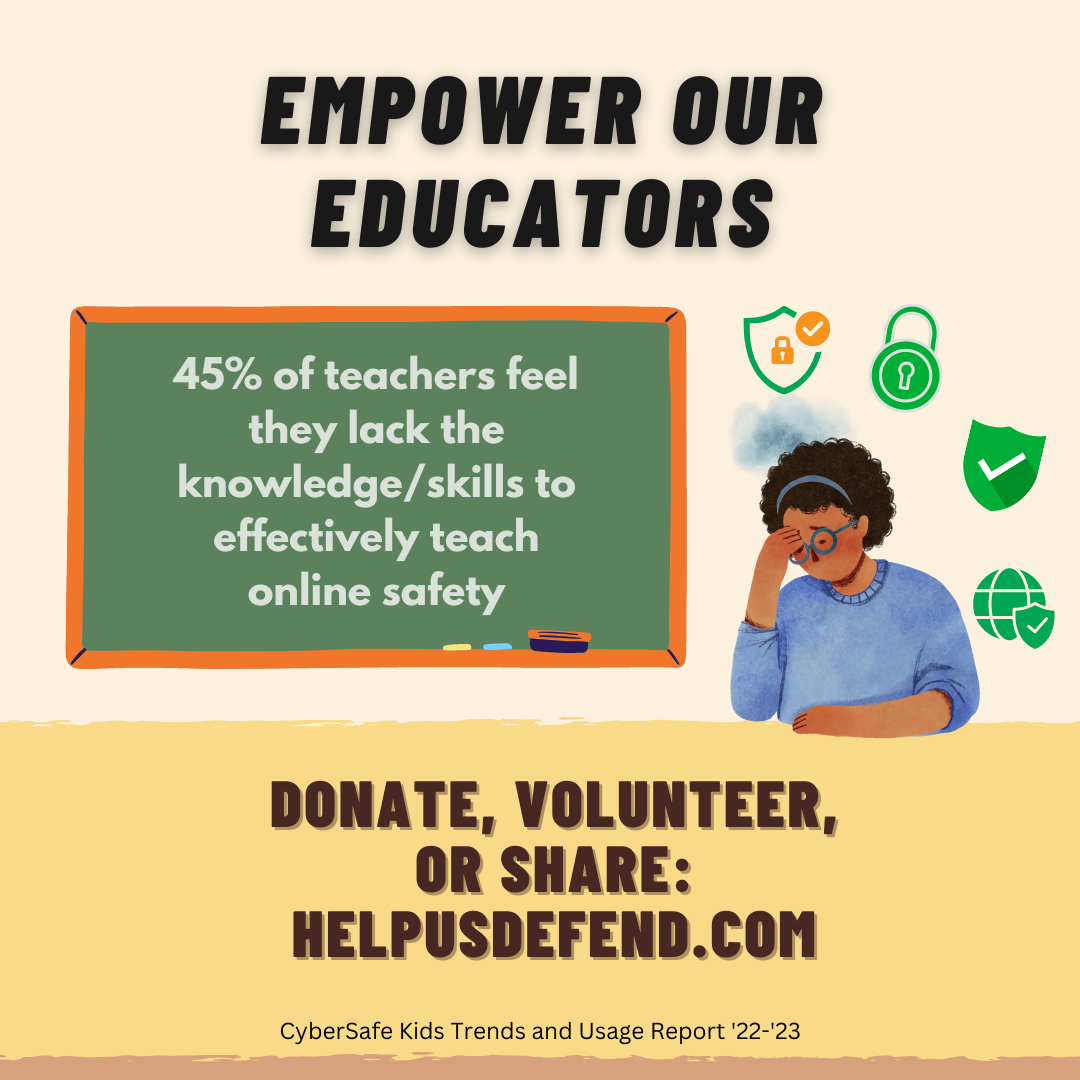 EMPOWER OUR
EDUCATORS
45% of teachers feel
they lack the
knowledge/skills to
effectively teach
online safety
DONATE, VOLUNTEER,
OR SHARE:
HELPUSDEFEND.COM
CyberSafe Kids Trends and Usage Report '22-'23